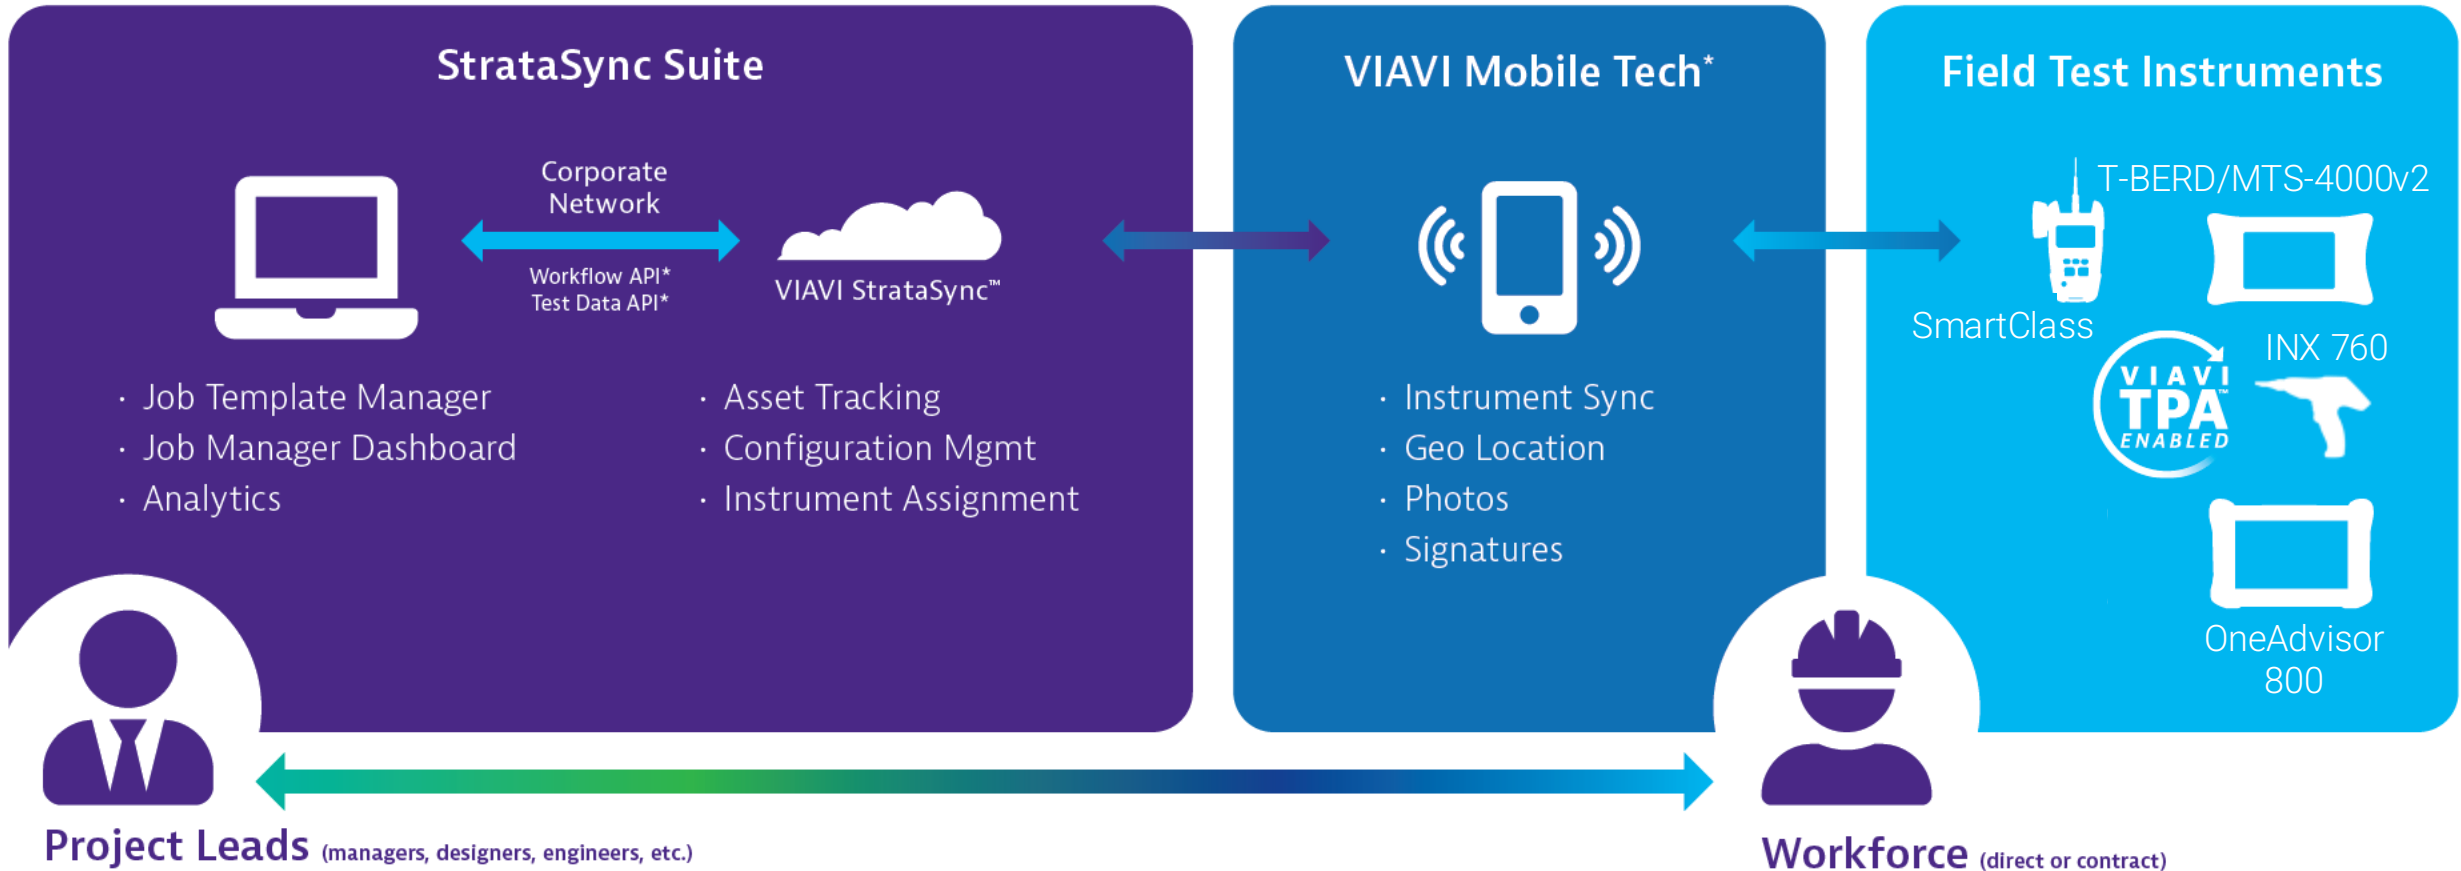 StrataSync Suite
Corporate
Network
Workflow API*
Test Data API*
VIAVI StrataSync™
· Job Template Manager
· Job Manager Dashboard
· Analytics
· Asset Tracking
· Configuration Mgmt
· Instrument Assignment
VIAVI Mobile Tech*
· Instrument Sync
· Geo Location
· Photos
· Signatures
Field Test Instruments
T-BERD/MTS-4000v2
SmartClass
INX 760
VIAVI
TPA™
ENABLED
OneAdvisor
800
Project Leads (managers, designers, engineers, etc.)
Workforce (direct or contract)